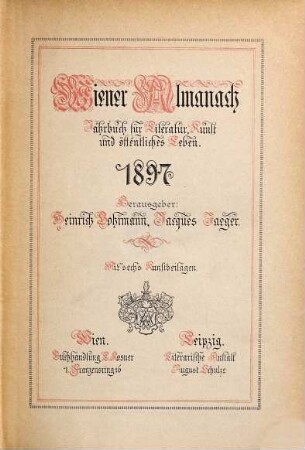 Wiener Almanach
Jahrbuch für Literatur, Kunst
und öffentliches Leben.
1897
Herausgeber:
Heinrich Bohrmann, Jacques Jaeger.
Mit sechs Kunstbeilagen.
Wien.
Buchhandlung L. Rosner
I. Franzensring 16
Leipzig.
Literarische Anstalt
August Schulze